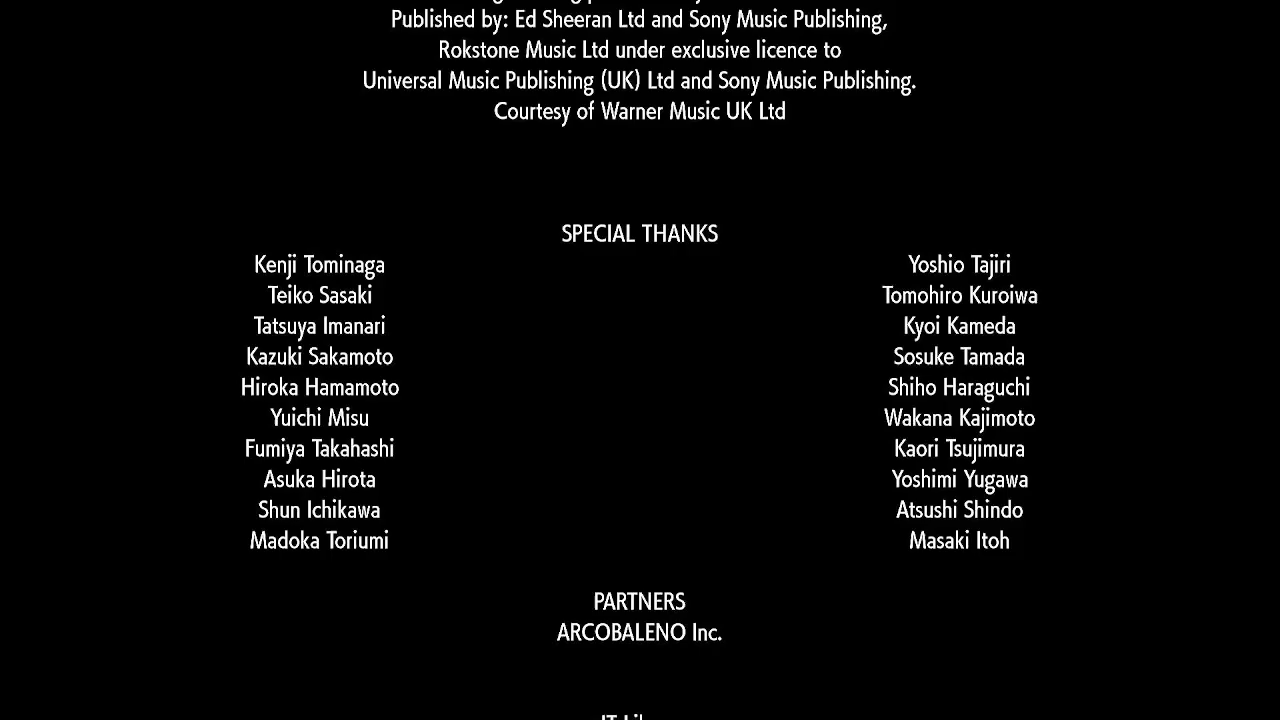 Published by: Ed Sheeran Ltd and Sony Music Publishing,
Rokstone Music Ltd under exclusive licence to
Universal Music Publishing (UK) Ltd and Sony Music Publishing.
Courtesy of Warner Music UK Ltd
SPECIAL THANKS
Kenji Tominaga
Yoshio Tajiri
Teiko Sasaki
Tomohiro Kuroiwa
Tatsuya Imanari
Kyoi Kameda
Kazuki Sakamoto
Sosuke Tamada
Hiroka Hamamoto
Shiho Haraguchi
Yuichi Misu
Wakana Kajimoto
Fumiya Takahashi
Kaori Tsujimura
Asuka Hirota
Yoshimi Yugawa
Shun Ichikawa
Atsushi Shindo
Madoka Toriumi
Masaki Itoh
PARTNERS
ARCOBALENO Inc.